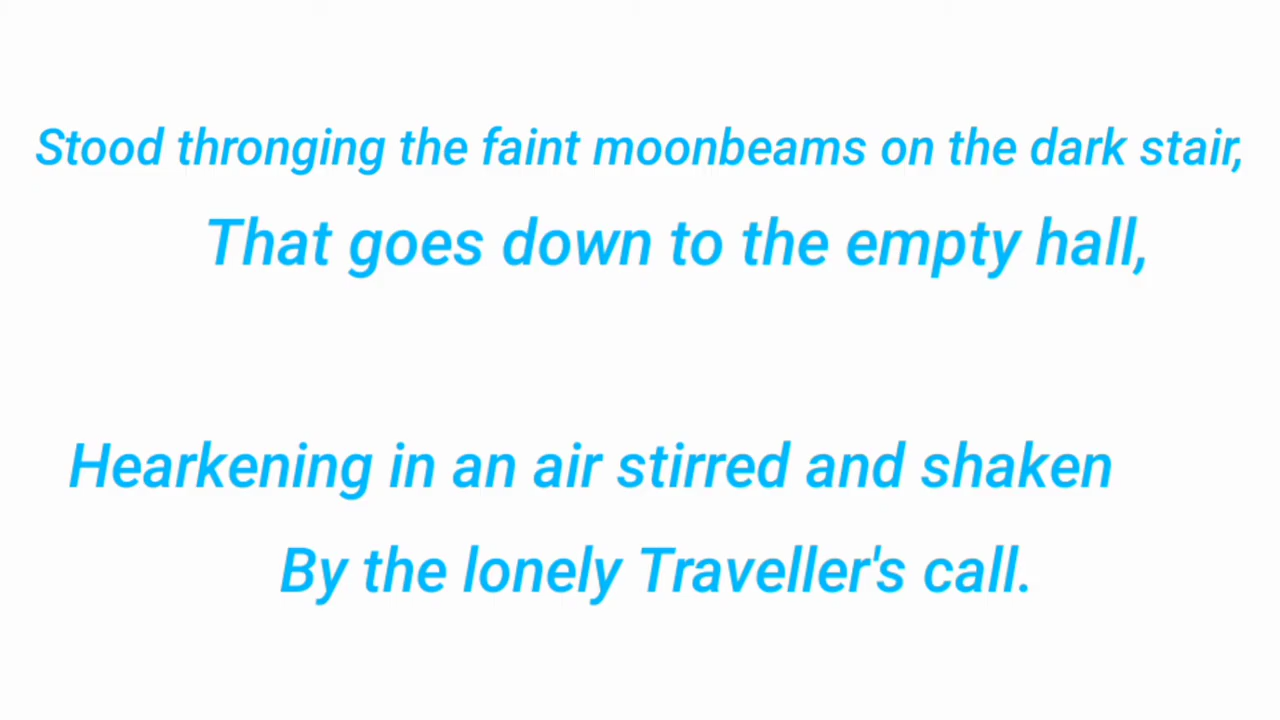 Stood thronging the faint moonbeams on the dark stair,
That goes down to the empty hall,
Hearkening in an air stirred and shaken
By the lonely Traveller's call.